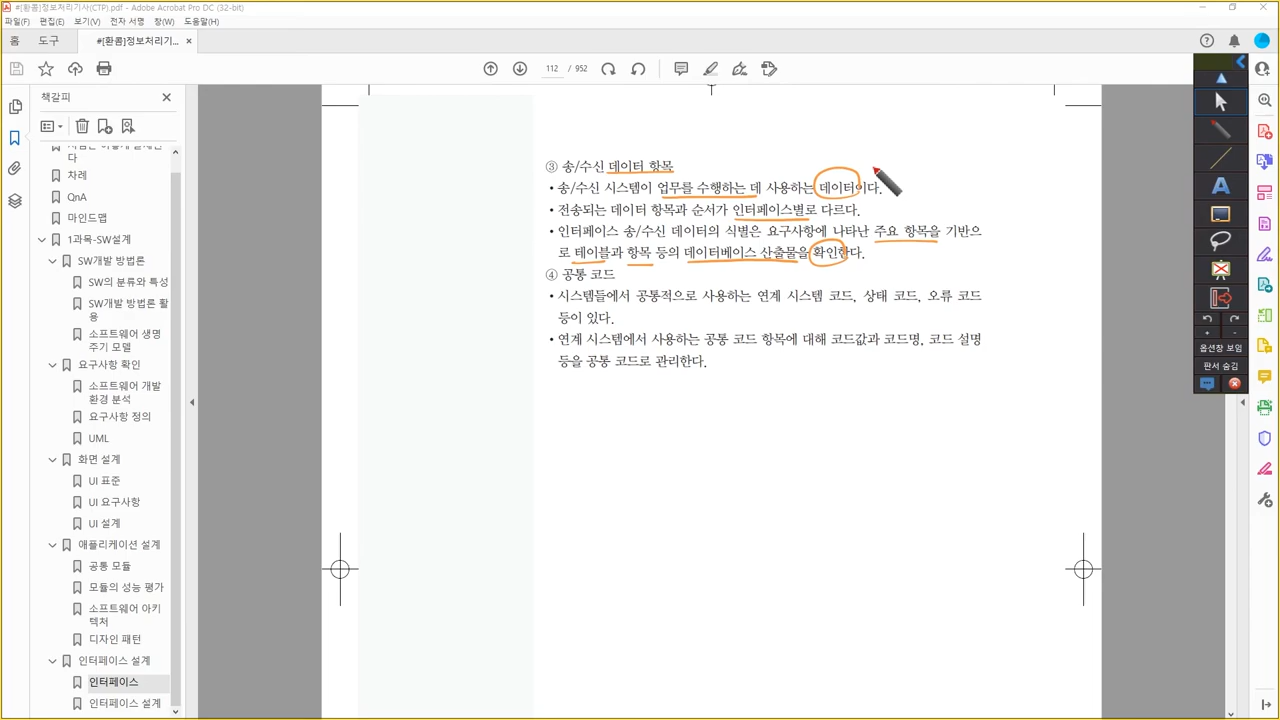 #[환콩]정보처리기사(CTP).pdf - Adobe Acrobat Pro DC (32-bit)
파일(F) 편집(E) 보기(V) 전자 서명 창(W) 도움말(H)
홈 도구 #[환콩]정보처리기... ×
112 / 952
책갈피
다
차례
QnA
마인드맵
1과목-SW설계
SW개발 방법론
SW의 분류와 특성
SW개발 방법론 활
용
소프트웨어 생명
주기 모델
요구사항 확인
소프트웨어 개발
환경 분석
요구사항 정의
UML
화면 설계
UI 표준
UI 요구사항
UI 설계
애플리케이션 설계
공통 모듈
모듈의 성능 평가
소프트웨어 아키
텍처
디자인 패턴
인터페이스 설계
인터페이스
인터페이스 설계
③ 송/수신 데이터 항목
• 송/수신 시스템이 업무를 수행하는 데 사용하는 데이터이다.
• 전송되는 데이터 항목과 순서가 인터페이스별로 다르다.
• 인터페이스 송/수신 데이터의 식별은 요구사항에 나타난 주요 항목을 기반으
로 테이블과 항목 등의 데이터베이스 산출물을 확인한다.
④ 공통 코드
• 시스템들에서 공통적으로 사용하는 연계 시스템 코드, 상태 코드, 오류 코드
등이 있다.
• 연계 시스템에서 사용하는 공통 코드 항목에 대해 코드값과 코드명, 코드 설명
등을 공통 코드로 관리한다.
A
옵션창 보임
판서 숨김